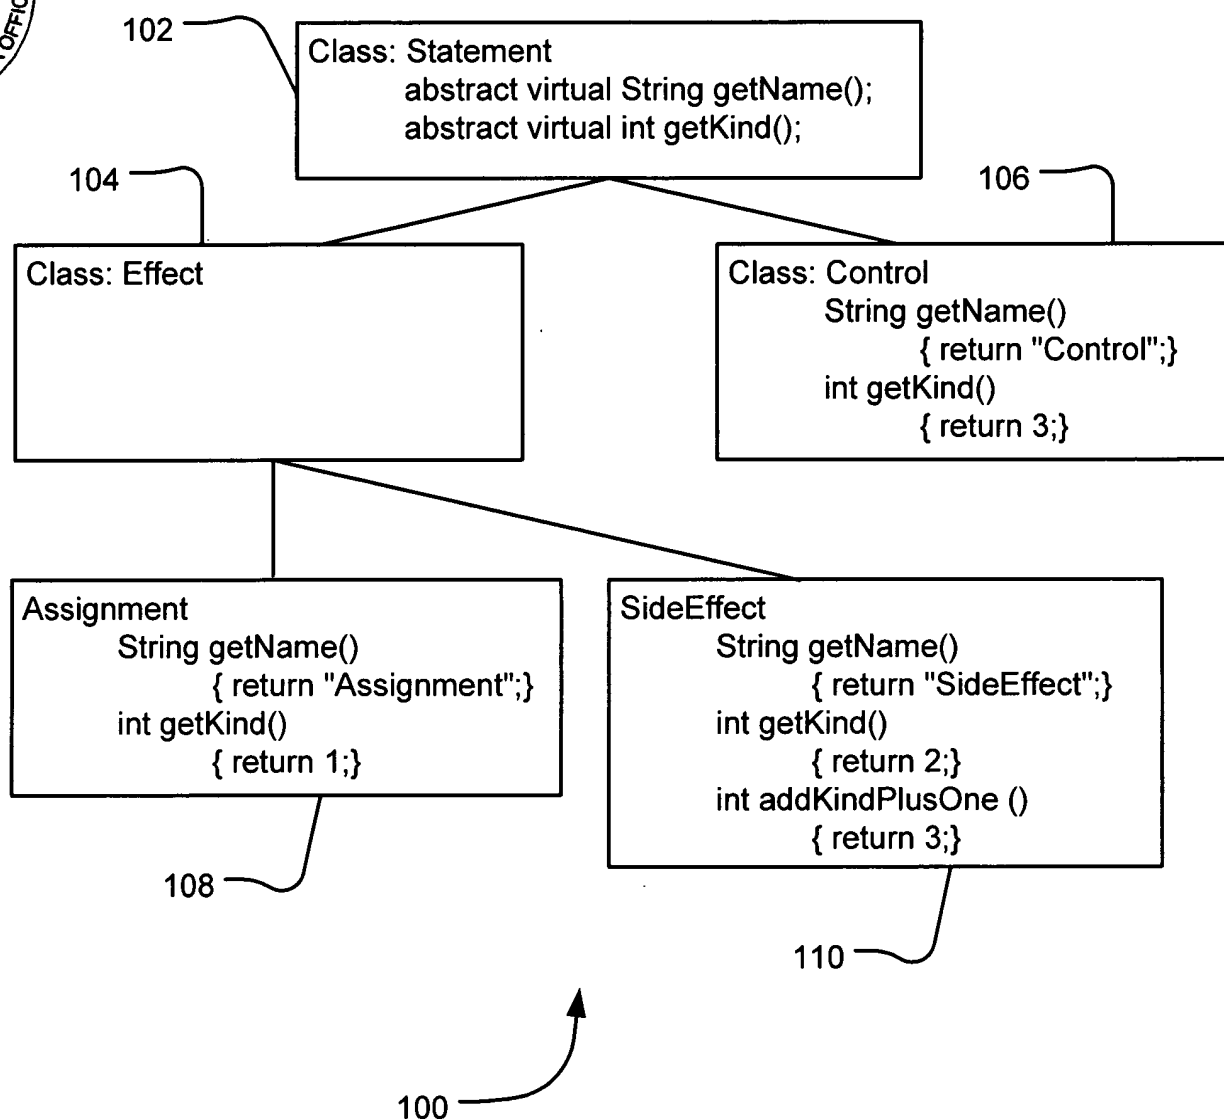 OFFIC
102
Class: Statement
abstract virtual String getName();
abstract virtual int getKind();
104
106
Class: Effect
Class: Control
String getName()
{ return "Control";}
int getKind()
{ return 3;}
Assignment
String getName()
{ return "Assignment";}
int getKind()
{ return 1;}
SideEffect
String getName()
{ return "SideEffect";}
int getKind()
{ return 2;}
int addKindPlusOne ()
{ return 3;}
108
110
100